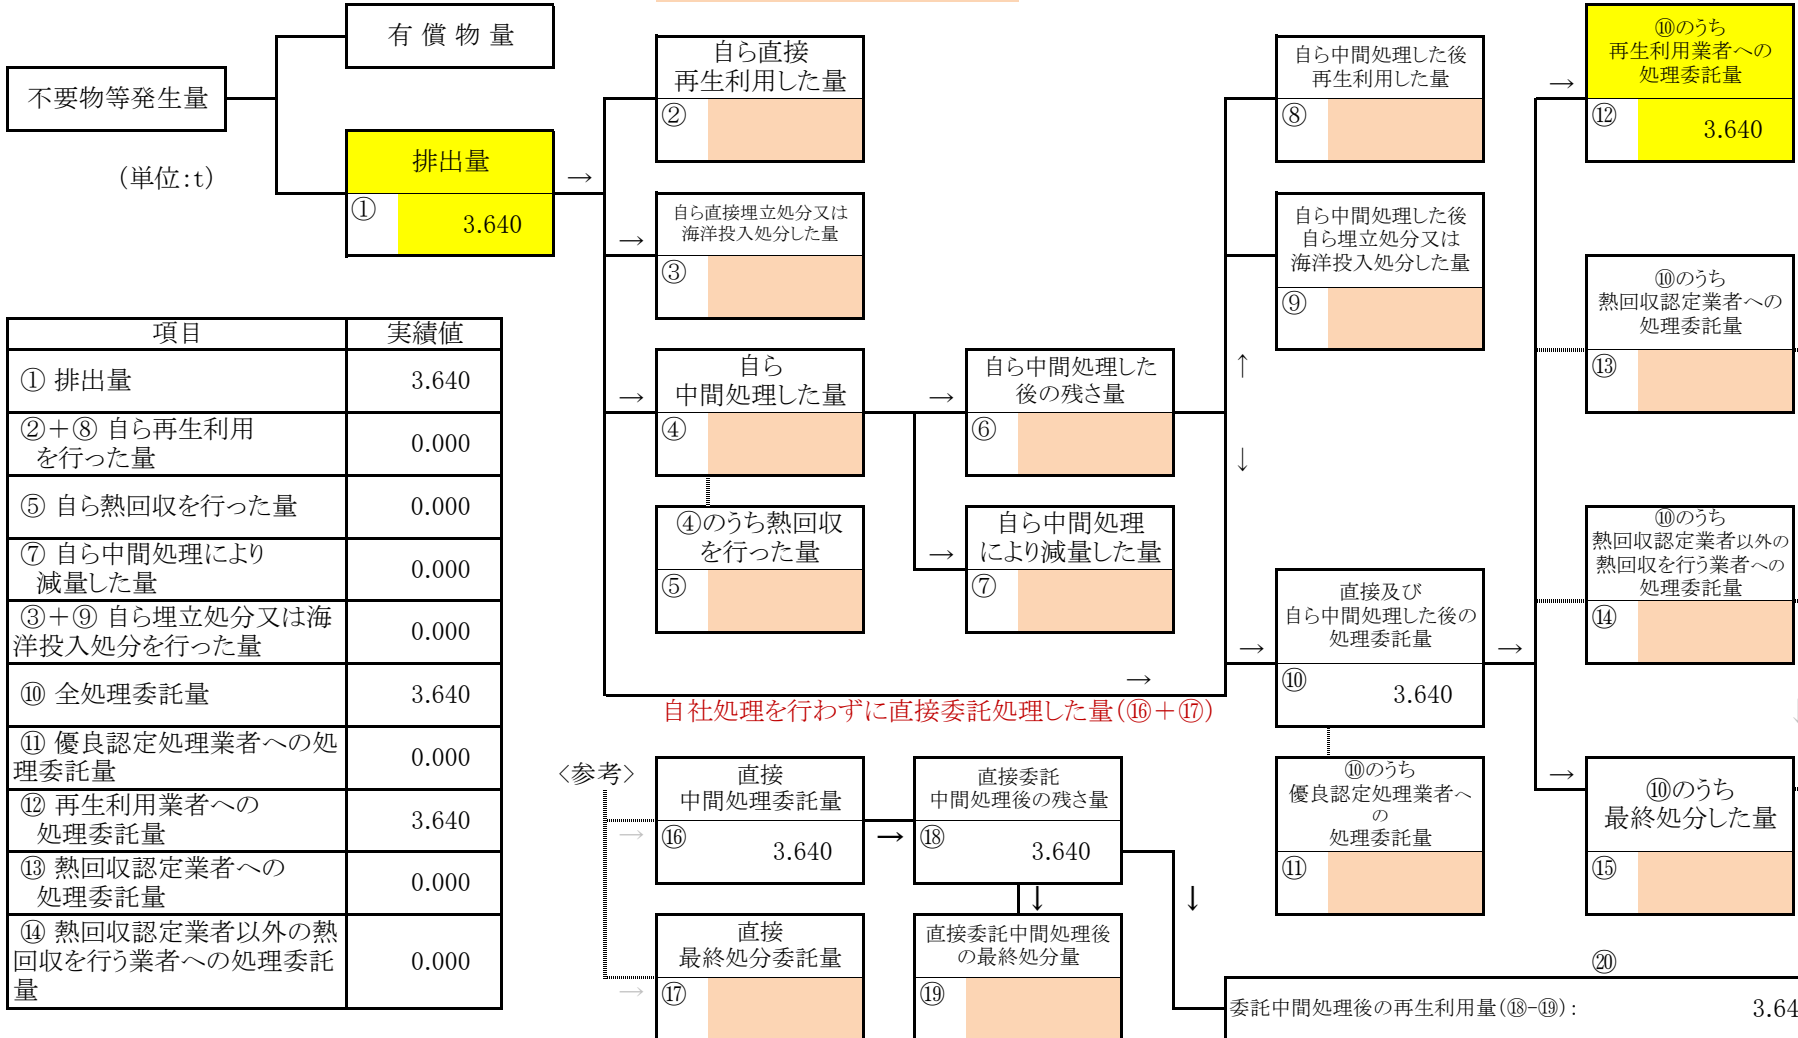 不要物等発生量
(単位:t)
有 償 物 量
排出量
→
①
3.640
自ら直接
再生利用した量
②
→
自ら直接埋立処分又は
海洋投入処分した量
③
→
自ら
中間処理した量
④
④のうち熱回収
を行った量
⑤
→
自ら中間処理した
後の残さ量
⑥
→
自ら中間処理
により減量した量
⑦
↑
↓
自ら中間処理した後
再生利用した量
⑧
自ら中間処理した後
自ら埋立処分又は
海洋投入処分した量
⑨
→
→
直接及び
自ら中間処理した後の
処理委託量
⑩
3.640
→
⑩のうち
優良認定処理業者へ
の
処理委託量
⑪
→
⑩のうち
再生利用業者への
処理委託量
⑫
3.640
⑩のうち
熱回収認定業者への
処理委託量
⑬
⑩のうち
熱回収認定業者以外の
熱回収を行う業者への
処理委託量
⑭
→
⑩のうち
最終処分した量
⑮
自社処理を行わずに直接委託処理した量(⑯+⑰)
<参考>
→
直接
中間処理委託量
⑯
3.640
→
直接委託
中間処理後の残さ量
⑱
3.640
↓
↓
→
直接
最終処分委託量
⑰
直接委託中間処理後
の最終処分量
⑲
⑳
委託中間処理後の再生利用量(⑱-⑲):
3.64
項目 実績値
① 排出量 3.640
②+⑧ 自ら再生利用
を行った量 0.000
⑤ 自ら熱回収を行った量 0.000
⑦ 自ら中間処理により
減量した量 0.000
③+⑨ 自ら埋立処分又は海
洋投入処分を行った量 0.000
⑩ 全処理委託量 3.640
⑪ 優良認定処理業者への処
理委託量 0.000
⑫ 再生利用業者への
処理委託量 3.640
⑬ 熱回収認定業者への
処理委託量 0.000
⑭ 熱回収認定業者以外の熱
回収を行う業者への処理委託
量 0.000